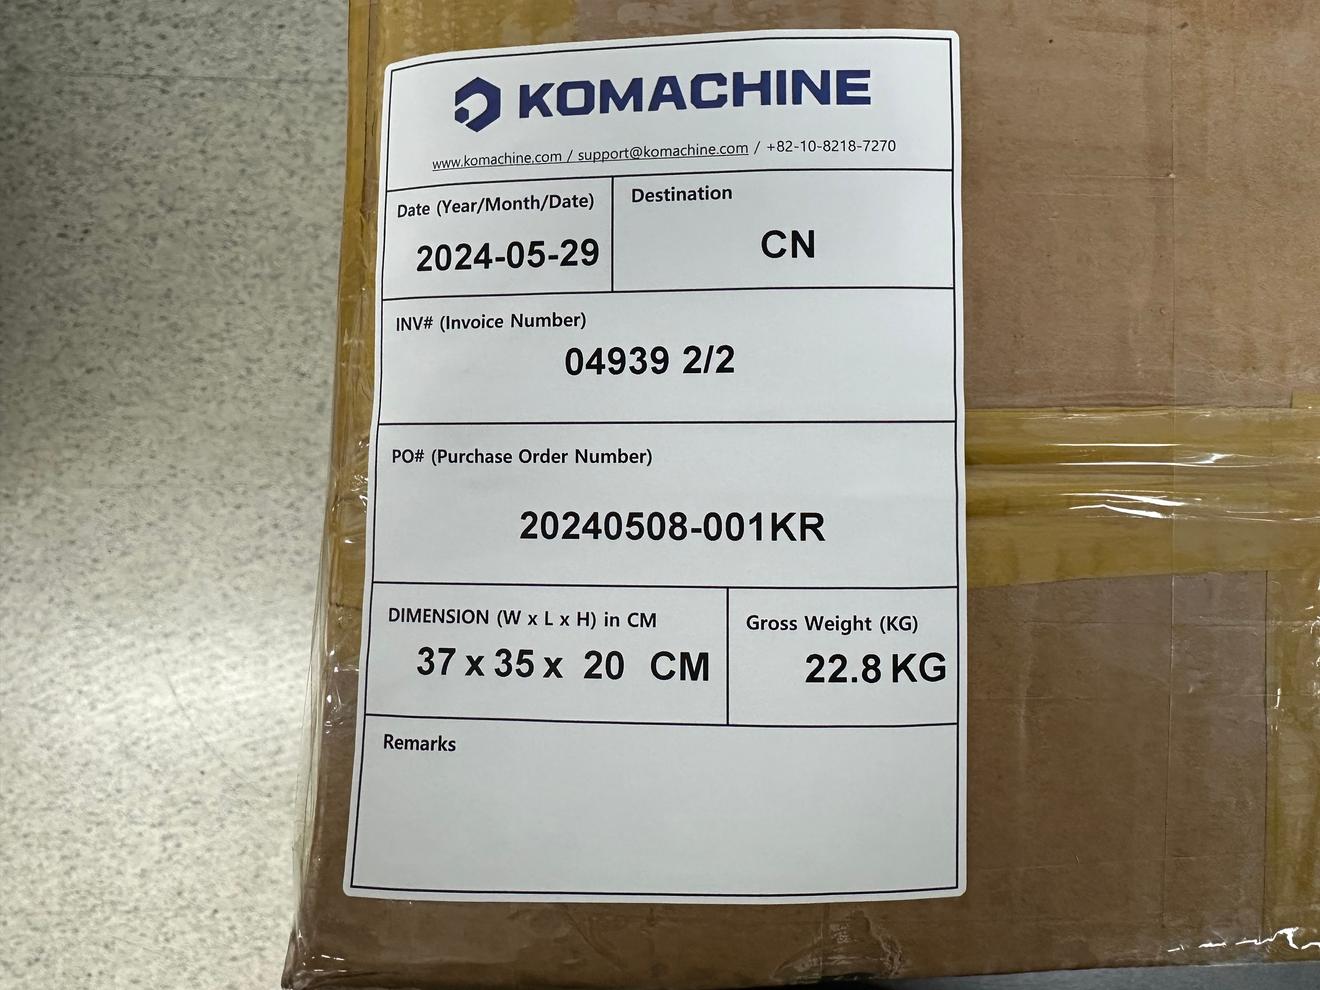 KOMACHINE
www.komachine.com / support@komachine.com / +82-10-8218-7270
Date (Year/Month/Date)
2024-05-29
Destination
CN
INV# (Invoice Number)
04939 2/2
PO# (Purchase Order Number)
20240508-001KR
DIMENSION (W x L x H) in CM
37 x 35 x 20 CM
Gross Weight (KG)
22.8 KG
Remarks